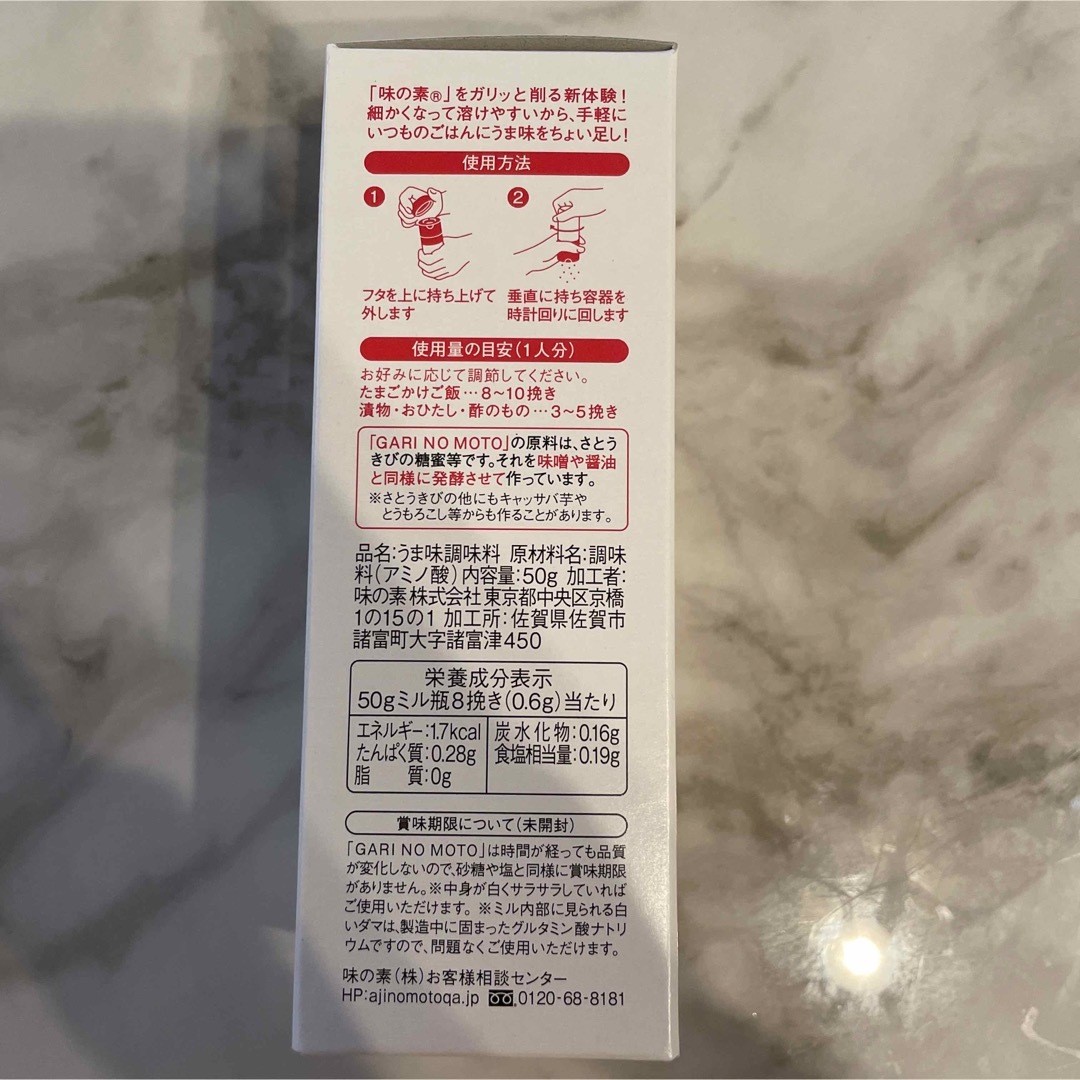 「味の素®」をガリッと削る新体験!
細かくなって溶けやすいから、手軽に
いつものごはんにうま味をちょい足し!
使用方法
1
2
フタを上に持ち上げて
外します
垂直に持ち容器を
時計回りに回します
使用量の目安(1人分)
お好みに応じて調節してください。
たまごかけご飯…8〜10挽き
漬物・おひたし・酢のもの…3〜5挽き
「GARI NO MOTO」の原料は、さとう
きびの糖蜜等です。それを味噌や醤油
と同様に発酵させて作っています。
※さとうきびの他にもキャッサバ芋や
とうもろこし等からも作ることがあります。
品名:うま味調味料 原材料名:調味
料(アミノ酸)内容量:50g 加工者:
味の素株式会社 東京都中央区京橋
1の15の1 加工所:佐賀県佐賀市
諸富町大字諸富津450
栄養成分表示
50gミル瓶8挽き(0.6g)当たり
エネルギー:1.7kcal
たんぱく質:0.28g
脂 質:0g
炭水化物:0.16g
食塩相当量:0.19g
賞味期限について(未開封)
「GARI NO MOTO」は時間が経っても品質
が変化しないので、砂糖や塩と同様に賞味期限
がありません。※中身が白くサラサラしていれば
ご使用いただけます。※ミル内部に見られる白
いダマは、製造中に固まったグルタミン酸ナトリ
ウムですので、問題なくご使用いただけます。
味の素(株)お客様相談センター
HP:ajinomotoqa.jp 0120-68-8181